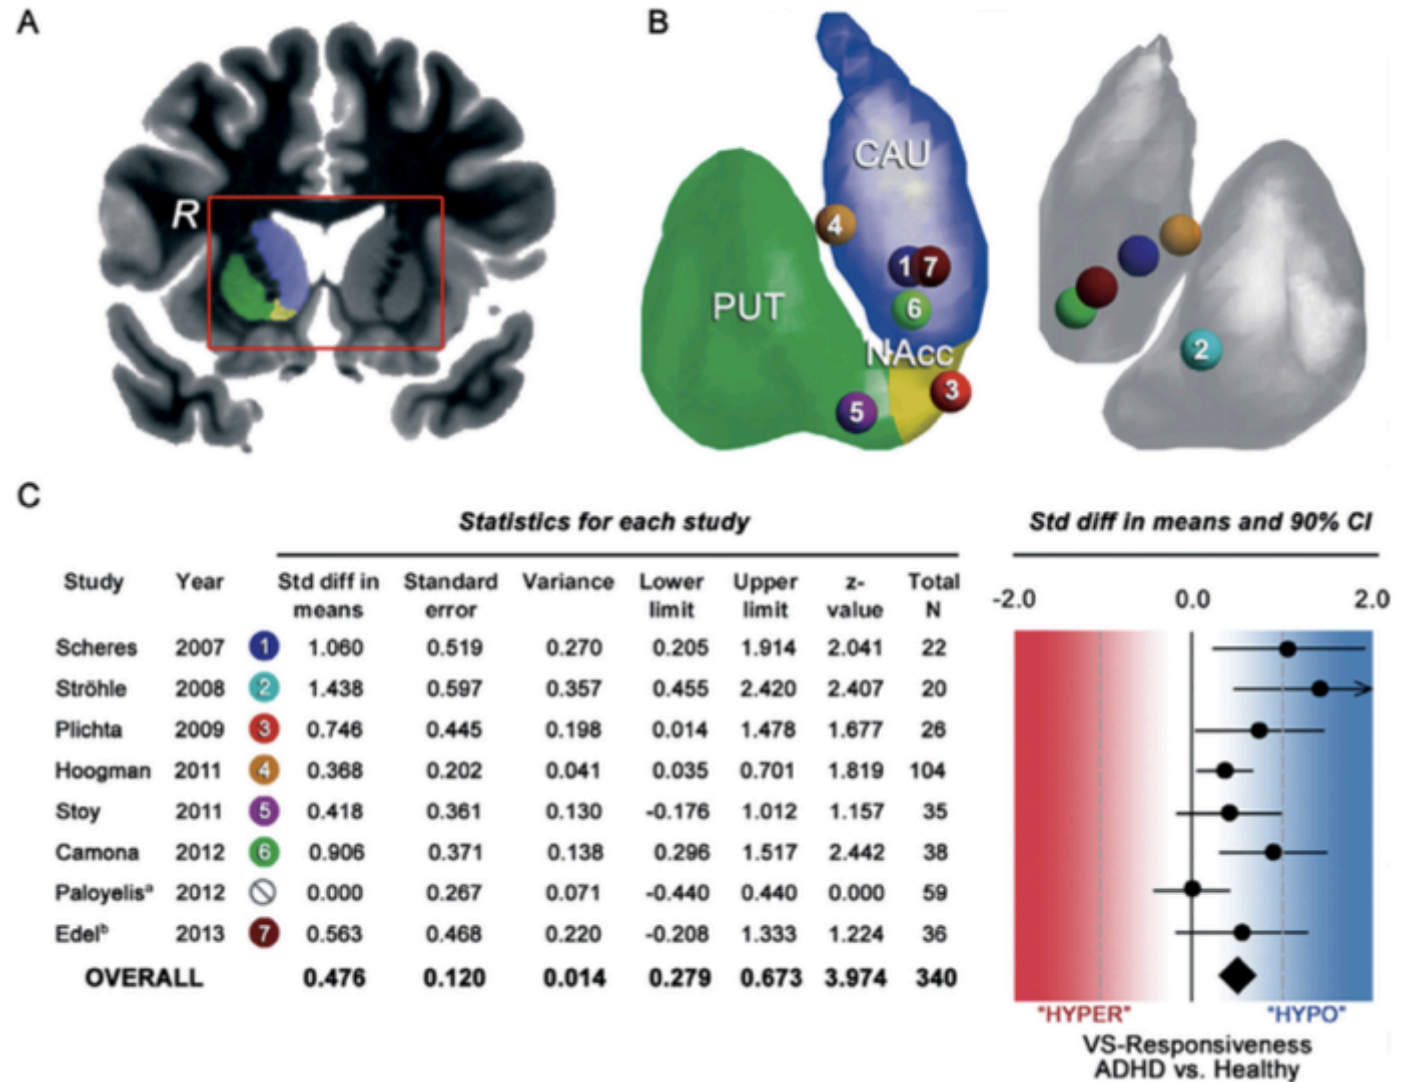 A
B
R
CAU
4
1 7
PUT
6
NAcc
3
5
2
C
Statistics for each study
Std diff in means and 90% CI
Study Year Std diff in means Standard error Variance Lower limit Upper limit z-value Total N
-2.0 0.0 2.0
Scheres 2007 1 1.060 0.519 0.270 0.205 1.914 2.041 22
Ströhle 2008 2 1.438 0.597 0.357 0.455 2.420 2.407 20
Plichta 2009 3 0.746 0.445 0.198 0.014 1.478 1.677 26
Hoogman 2011 4 0.368 0.202 0.041 0.035 0.701 1.819 104
Stoy 2011 5 0.418 0.361 0.130 -0.176 1.012 1.157 35
Camona 2012 6 0.906 0.371 0.138 0.296 1.517 2.442 38
Paloyelisᵃ 2012 0.000 0.267 0.071 -0.440 0.440 0.000 59
Edelᵇ 2013 7 0.563 0.468 0.220 -0.208 1.333 1.224 36
OVERALL 0.476 0.120 0.014 0.279 0.673 3.974 340
"HYPER" "HYPO"
VS-Responsiveness
ADHD vs. Healthy